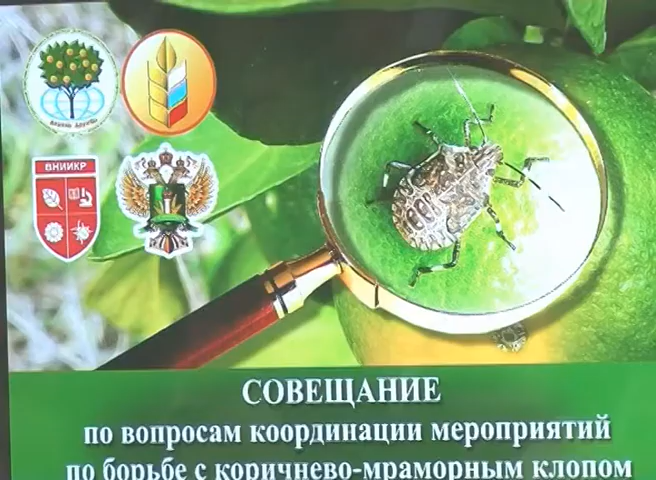 ВНИИКР
СОВЕЩАНИЕ
по вопросам координации мероприятий
по борьбе с коричнево-мраморным клопом